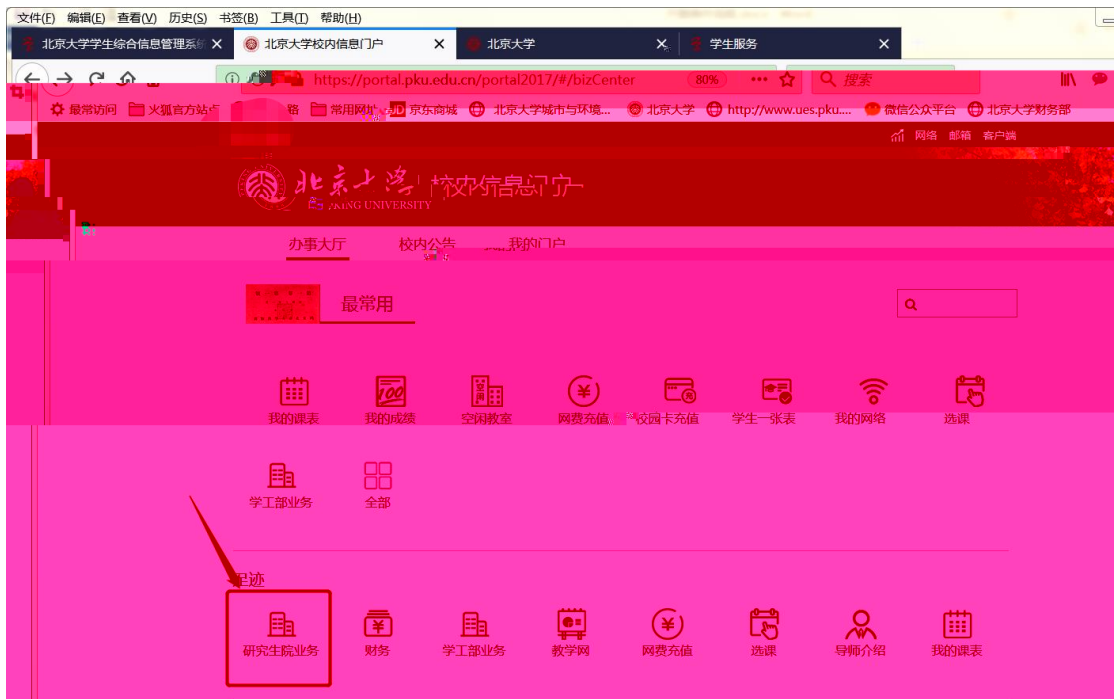 文件(F) 编辑(E) 查看(V) 历史(S) 书签(B) 工具(T) 帮助(H)
北京大学学生综合信息管理系统 北京大学校内信息门户 北京大学 学生服务
https://portal.pku.edu.cn/portal2017/#/bizCenter 80% 搜索
最常访问 火狐官方站点 路 常用网址 JD 京东商城 北京大学城市与环境... 北京大学 http://www.ues.pku.... 微信公众平台 北京大学财务部
网络 邮箱 客户端
北京大学 校内信息门户
PEKING UNIVERSITY
办事大厅 校内公告 我的门户
最常用
我的课表 我的成绩 空闲教室 网费充值 校园卡充值 学生一张表 我的网络 选课
学工部业务 全部
足迹
研究生院业务 财务 学工部业务 教学网 网费充值 选课 导师介绍 我的课表